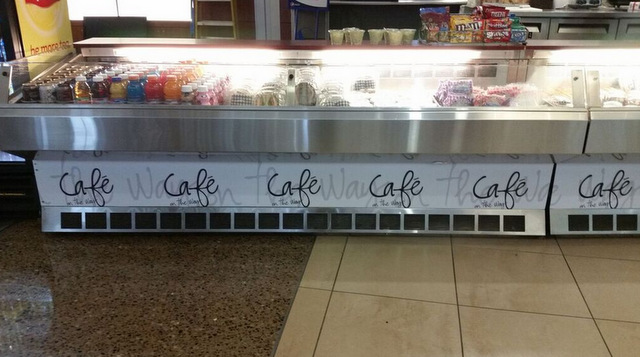 be more tea
m&m's
Café
on the Way
Café
on the Way
Café
on the Way
Café
on the Way
Café
on the Way
Café
on the Way